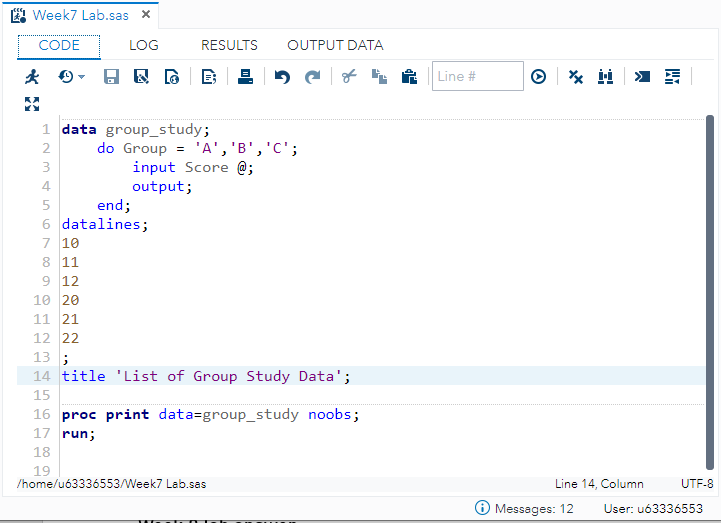 Week7 Lab.sas ×
CODE LOG RESULTS OUTPUT DATA
Line #
1 data group_study;
2 do Group = 'A','B','C';
3 input Score @;
4 output;
5 end;
6 datalines;
7 10
8 11
9 12
10 20
11 21
12 22
13 ;
14 title 'List of Group Study Data';
15
16 proc print data=group_study noobs;
17 run;
18
19
/home/u63336553/Week7 Lab.sas Line 14, Column UTF-8
Messages: 12 User: u63336553